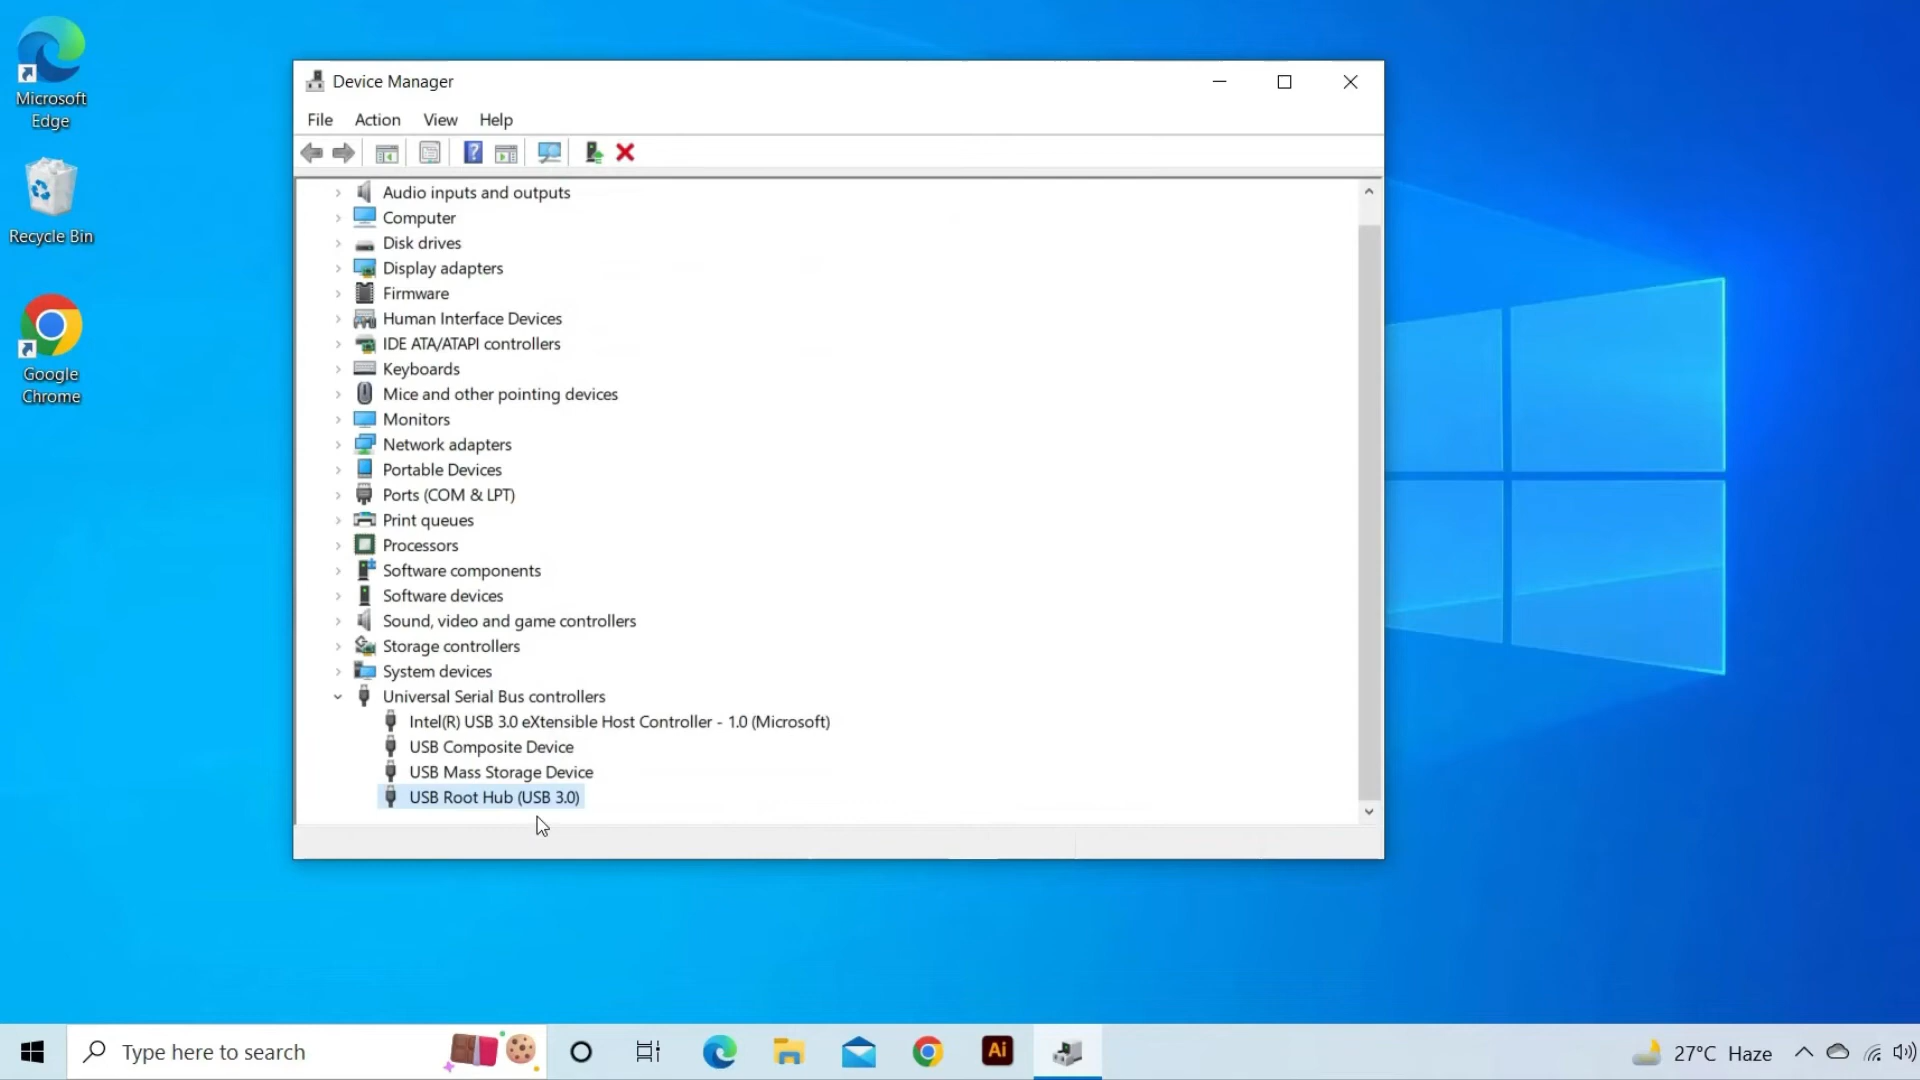 Microsoft
Edge
Recycle Bin
Google
Chrome
Device Manager
File Action View Help
Audio inputs and outputs
Computer
Disk drives
Display adapters
Firmware
Human Interface Devices
IDE ATA/ATAPI controllers
Keyboards
Mice and other pointing devices
Monitors
Network adapters
Portable Devices
Ports (COM & LPT)
Print queues
Processors
Software components
Software devices
Sound, video and game controllers
Storage controllers
System devices
Universal Serial Bus controllers
Intel(R) USB 3.0 eXtensible Host Controller - 1.0 (Microsoft)
USB Composite Device
USB Mass Storage Device
USB Root Hub (USB 3.0)
Type here to search
Ai
27°C Haze